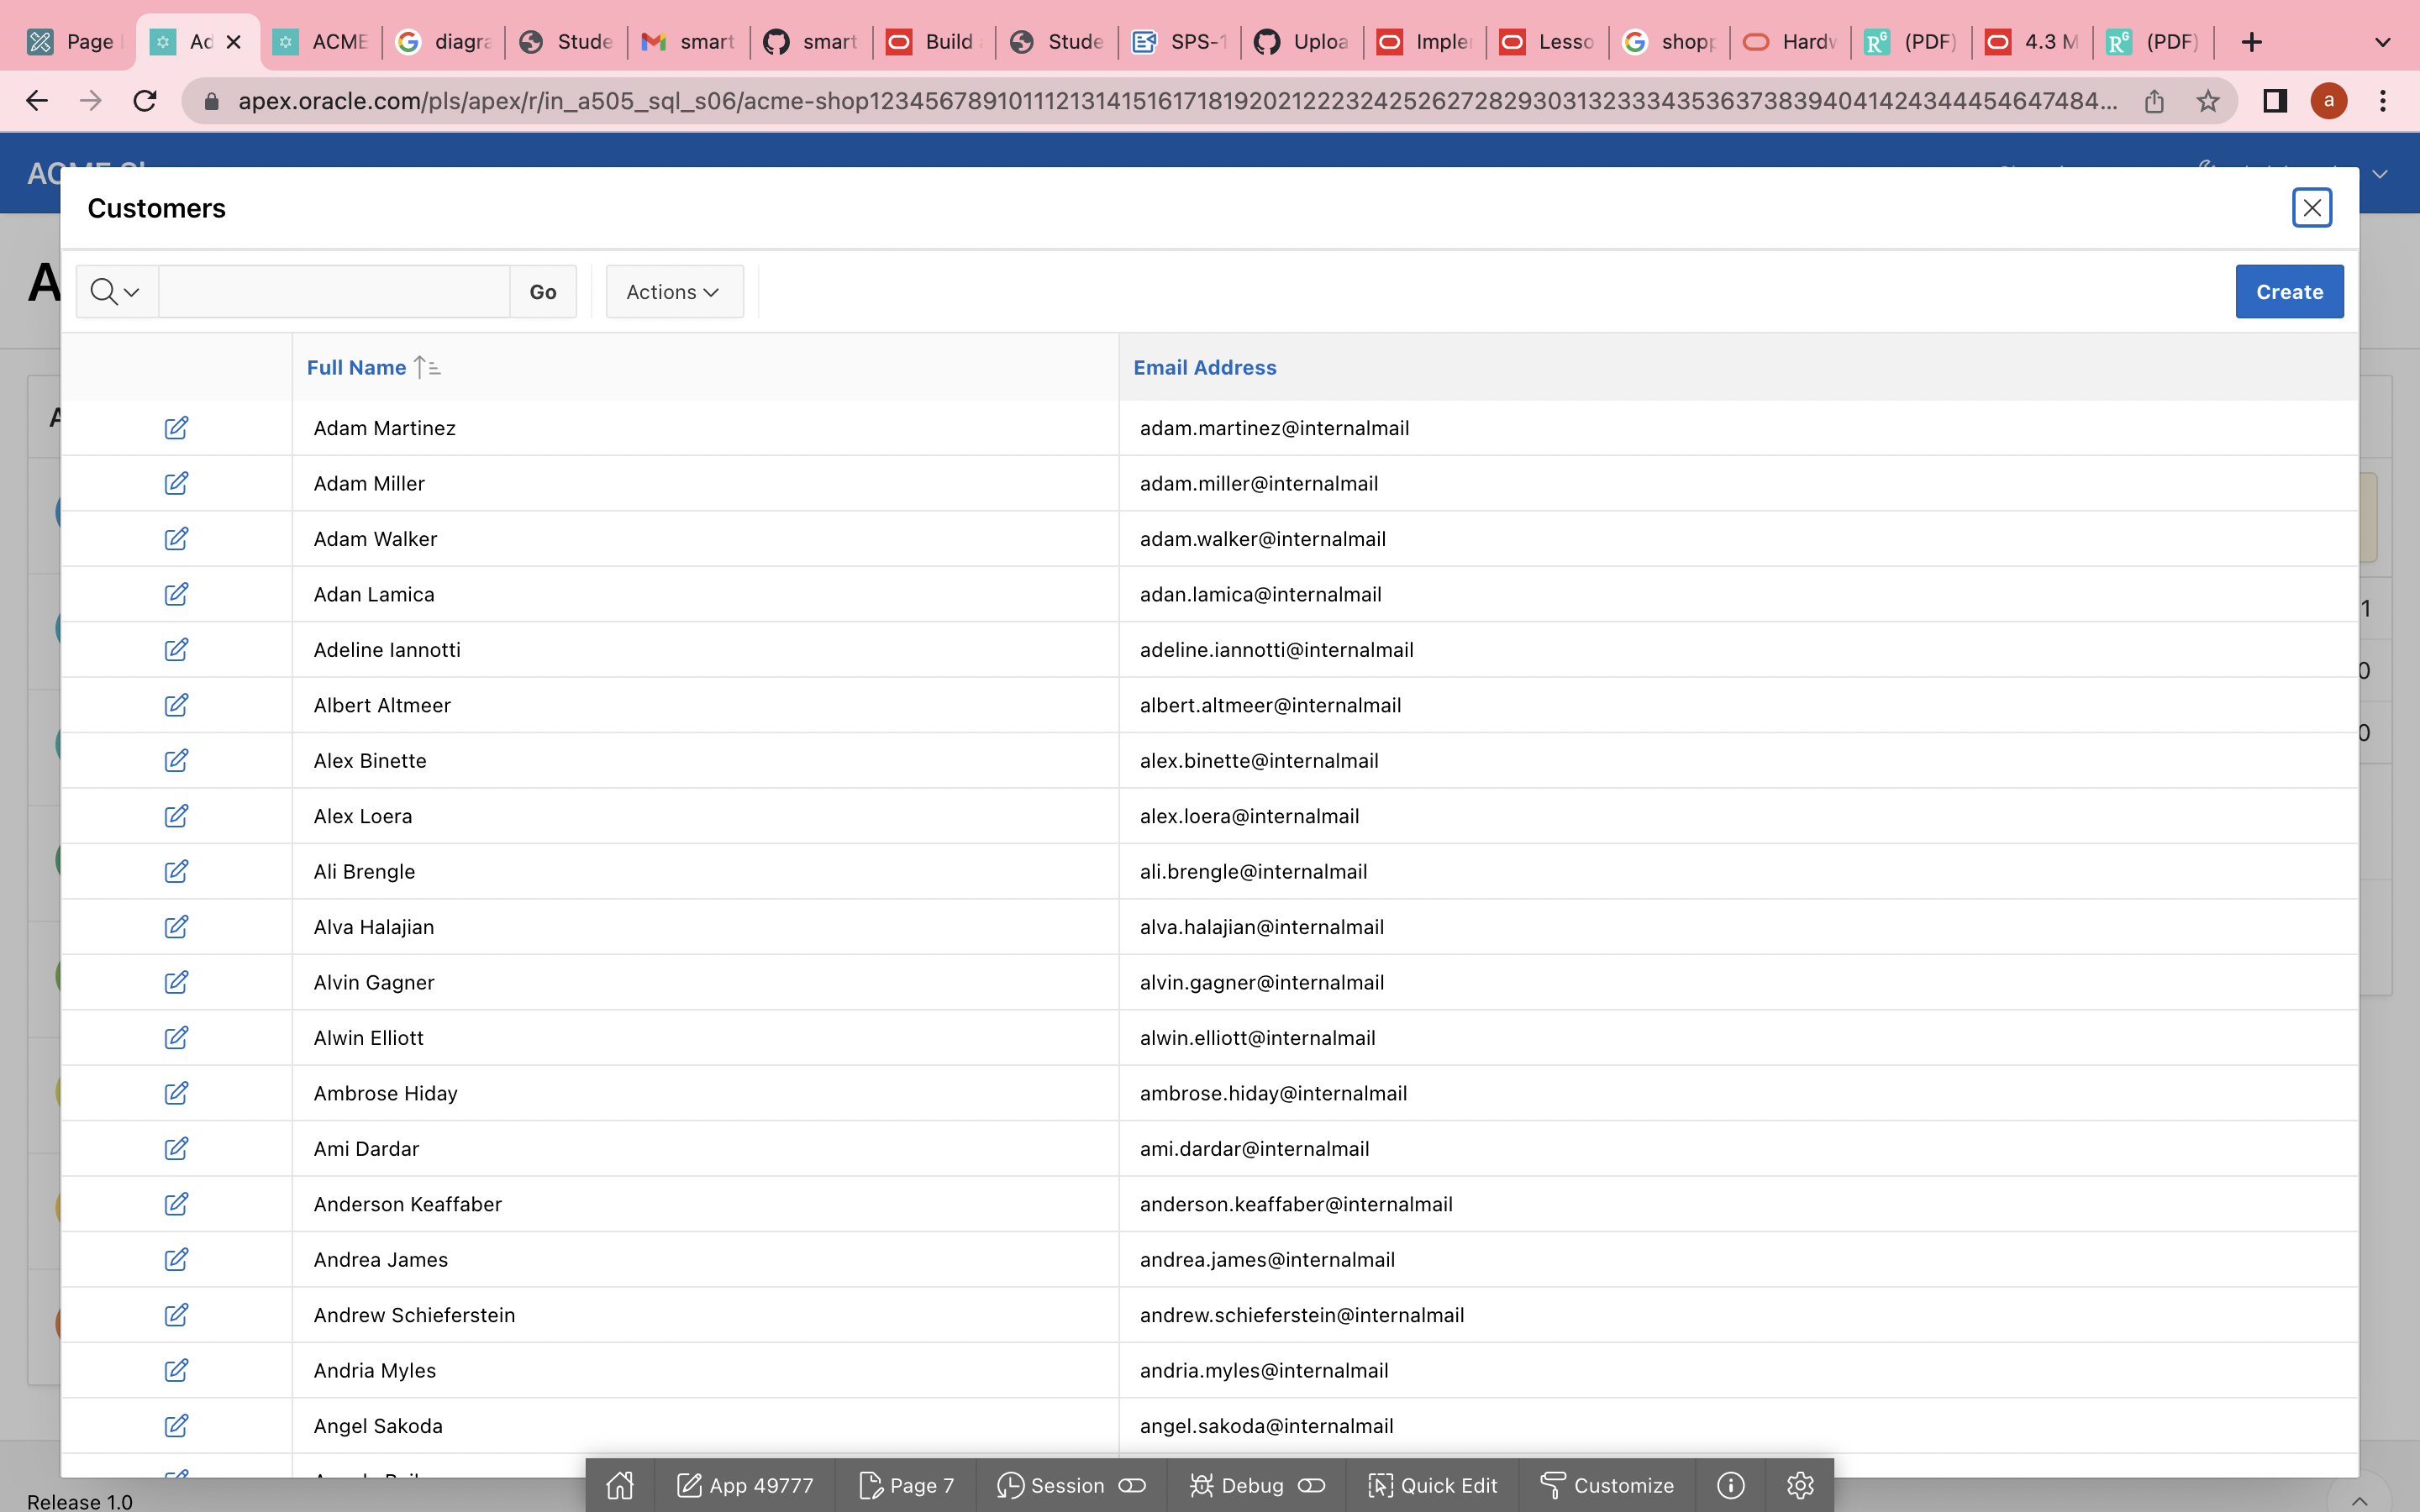 Page
Ad
ACME
diagra
Stude
smart
smart
Build
Stude
SPS-1
Uploa
Imple
Lesso
shopp
Hardw
(PDF)
4.3 M
(PDF)
apex.oracle.com/pls/apex/r/in_a505_sql_s06/acme-shop123456789101112131415161718192021222324252627282930313233343536373839404142434445464748 4...
a
Customers
Go
Actions
Create
Full Name
Email Address
Adam Martinez adam.martinez@internalmail
Adam Miller adam.miller@internalmail
Adam Walker adam.walker@internalmail
Adan Lamica adan.lamica@internalmail
Adeline Iannotti adeline.iannotti@internalmail
Albert Altmeer albert.altmeer@internalmail
Alex Binette alex.binette@internalmail
Alex Loera alex.loera@internalmail
Ali Brengle ali.brengle@internalmail
Alva Halajian alva.halajian@internalmail
Alvin Gagner alvin.gagner@internalmail
Alwin Elliott alwin.elliott@internalmail
Ambrose Hiday ambrose.hiday@internalmail
Ami Dardar ami.dardar@internalmail
Anderson Keaffaber anderson.keaffaber@internalmail
Andrea James andrea.james@internalmail
Andrew Schieferstein andrew.schieferstein@internalmail
Andria Myles andria.myles@internalmail
Angel Sakoda angel.sakoda@internalmail
App 49777
Page 7
Session
Debug
Quick Edit
Customize
Release 1.0